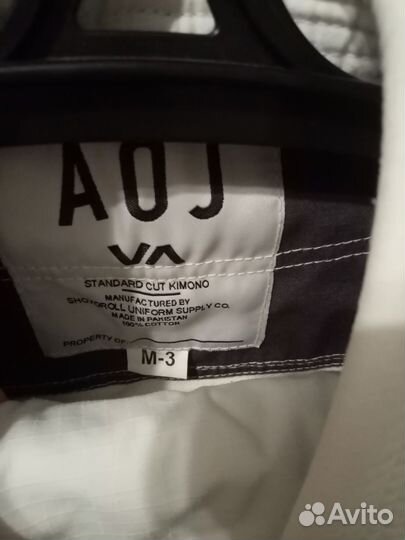 AOJ
VA
STANDARD CUT KIMONO
MANUFACTURED BY
SHOYOROLL UNIFORM SUPPLY CO.
MADE IN PAKISTAN
100% COTTON
PROPERTY OF
M-3
Avito